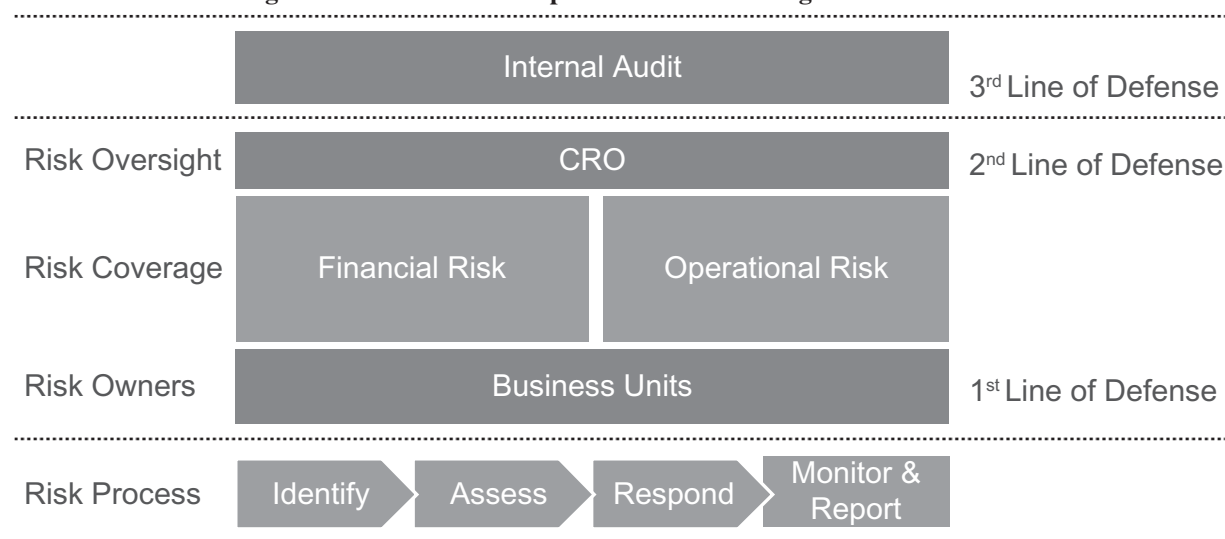 Internal Audit
3rd Line of Defense
Risk Oversight
CRO
2nd Line of Defense
Risk Coverage
Financial Risk
Operational Risk
Risk Owners
Business Units
1st Line of Defense
Risk Process
Identify
Assess
Respond
Monitor &
Report